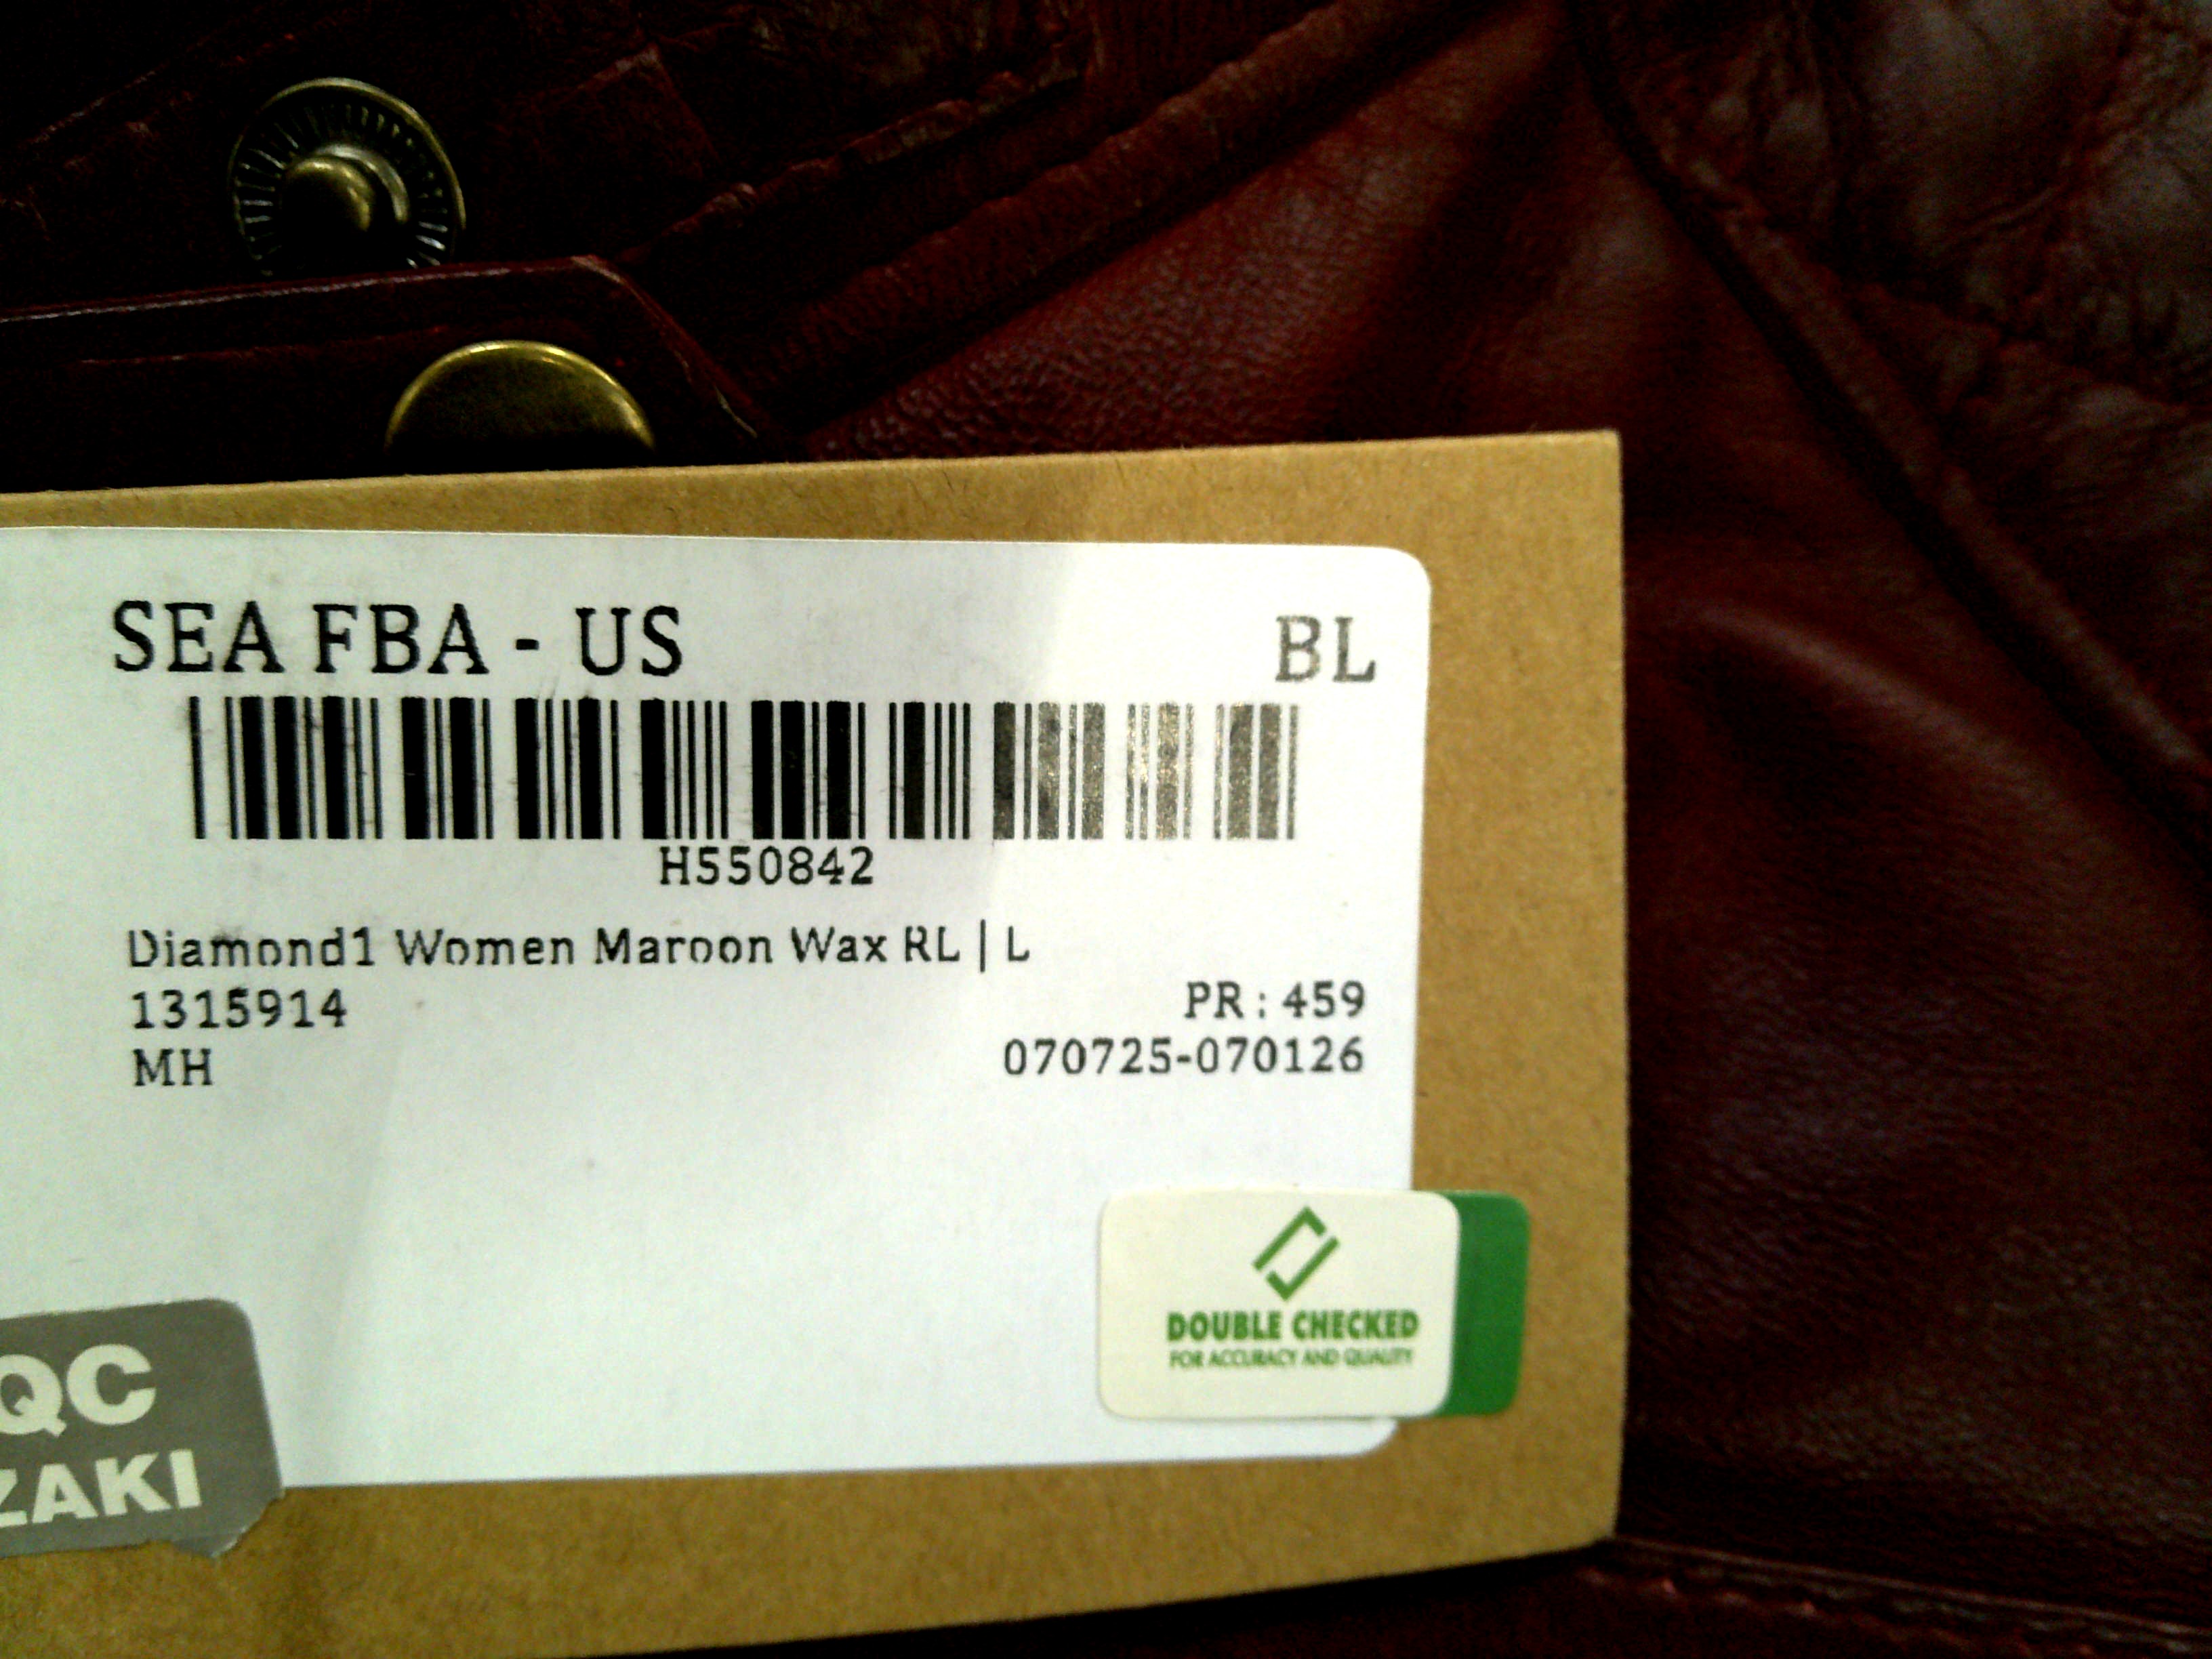 SEA FBA - US BL
H550842
Diamond1 Women Maroon Wax RL | L
1315914 PR : 459
MH 070725-070126
DOUBLE CHECKED
FOR ACCURACY AND QUALITY
QC
ZAKI